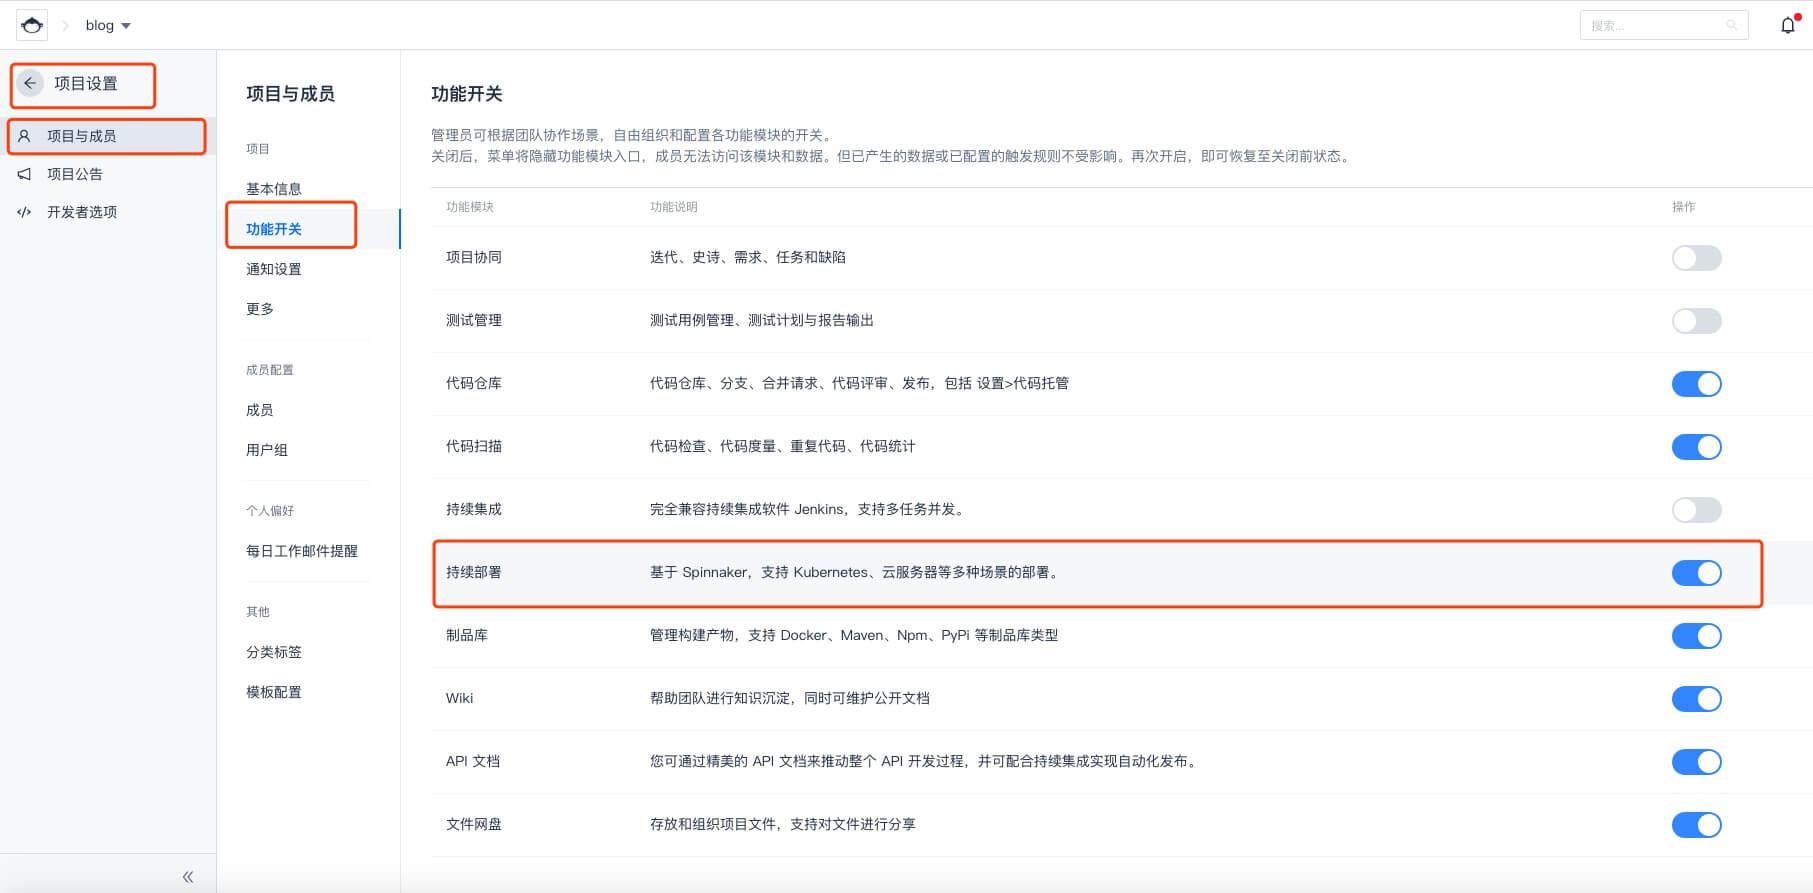 blog
搜索...
项目设置
项目与成员
项目公告
开发者选项
项目与成员
项目
基本信息
功能开关
通知设置
更多
成员配置
成员
用户组
个人偏好
每日工作邮件提醒
其他
分类标签
模板配置
功能开关
管理员可根据团队协作场景，自由组织和配置各功能模块的开关。
关闭后，菜单将隐藏功能模块入口，成员无法访问该模块和数据。但已产生的数据或已配置的触发规则不受影响。再次开启，即可恢复至关闭前状态。
功能模块 功能说明 操作
项目协同 迭代、史诗、需求、任务和缺陷
测试管理 测试用例管理、测试计划与报告输出
代码仓库 代码仓库、分支、合并请求、代码评审、发布，包括 设置>代码托管
代码扫描 代码检查、代码度量、重复代码、代码统计
持续集成 完全兼容持续集成软件 Jenkins，支持多任务并发。
持续部署 基于 Spinnaker，支持 Kubernetes、云服务器等多种场景的部署。
制品库 管理构建产物，支持 Docker、Maven、Npm、PyPi 等制品库类型
Wiki 帮助团队进行知识沉淀，同时可维护公开文档
API 文档 您可通过精美的 API 文档来推动整个 API 开发过程，并可配合持续集成实现自动化发布。
文件网盘 存放和组织项目文件，支持对文件进行分享